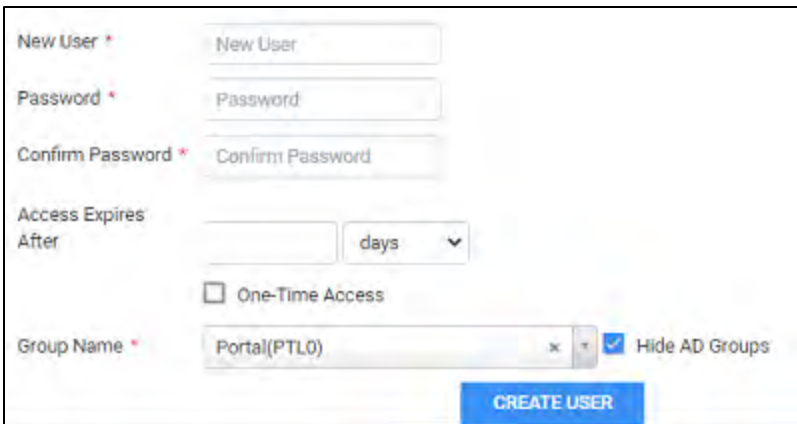 New User * New User
Password * Password
Confirm Password * Confirm Password
Access Expires
After days
One-Time Access
Group Name * Portal(PTL0) × Hide AD Groups
CREATE USER